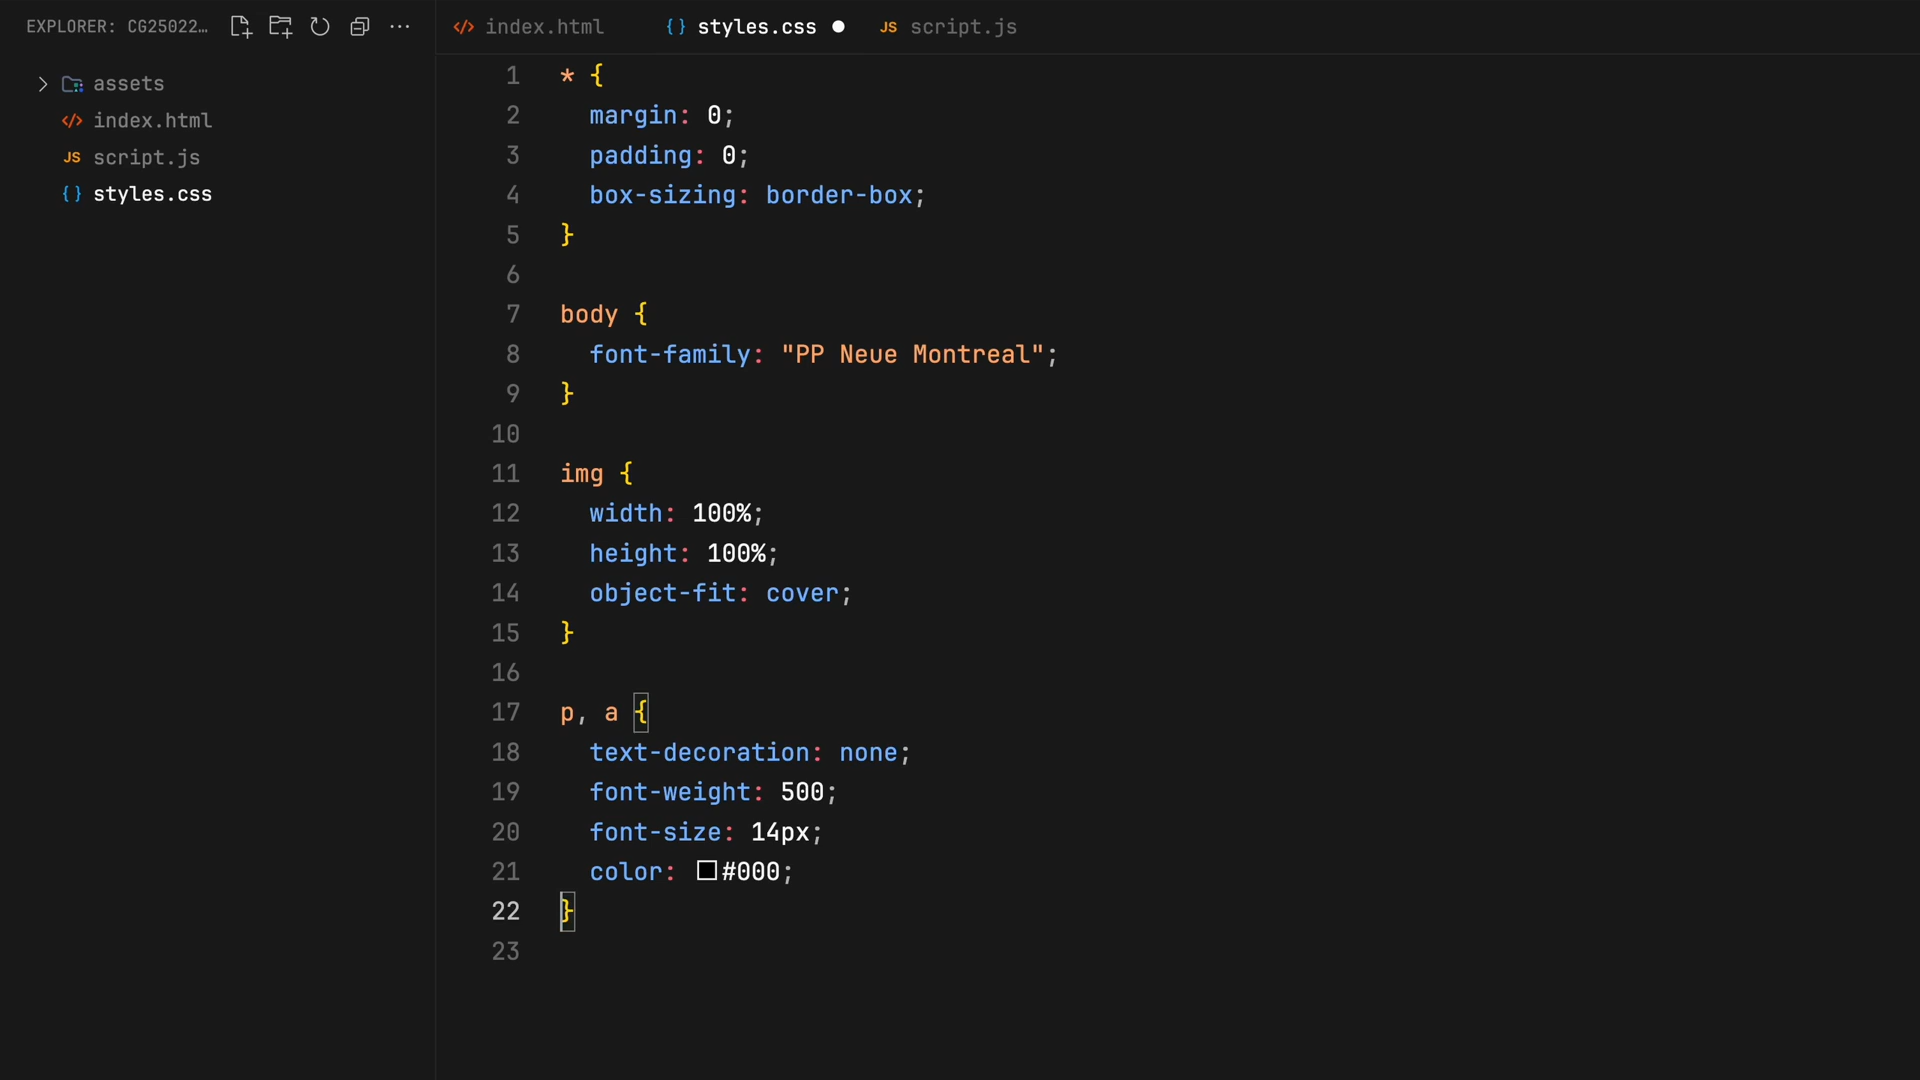 EXPLORER: CG25022…
assets
index.html
JS script.js
styles.css
index.html
styles.css
JS script.js
1 * {
2 margin: 0;
3 padding: 0;
4 box-sizing: border-box;
5 }
6
7 body {
8 font-family: "PP Neue Montreal";
9 }
10
11 img {
12 width: 100%;
13 height: 100%;
14 object-fit: cover;
15 }
16
17 p, a {
18 text-decoration: none;
19 font-weight: 500;
20 font-size: 14px;
21 color: #000;
22 }
23